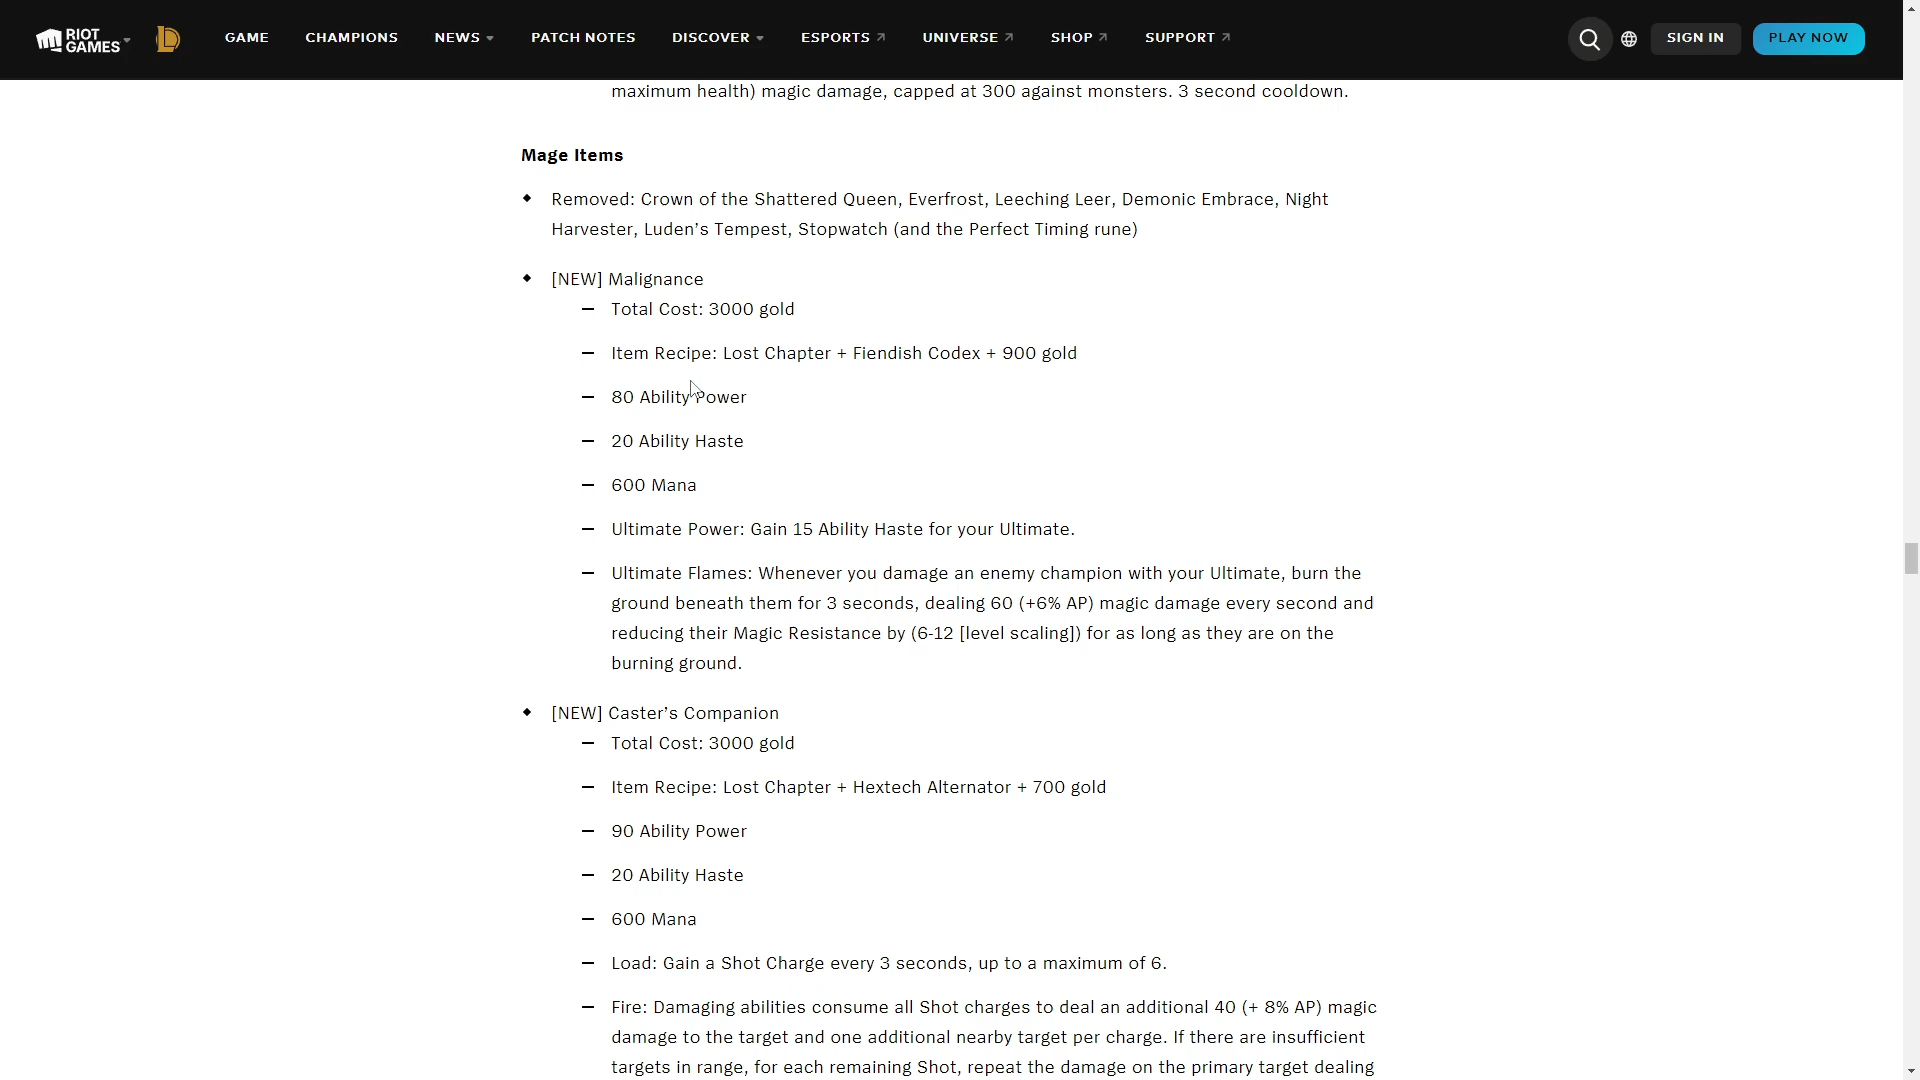 RIOT GAMES
GAME CHAMPIONS NEWS PATCH NOTES DISCOVER ESPORTS UNIVERSE SHOP SUPPORT SIGN IN PLAY NOW
maximum health) magic damage, capped at 300 against monsters. 3 second cooldown.
Mage Items
Removed: Crown of the Shattered Queen, Everfrost, Leeching Leer, Demonic Embrace, Night
Harvester, Luden’s Tempest, Stopwatch (and the Perfect Timing rune)
[NEW] Malignance
Total Cost: 3000 gold
Item Recipe: Lost Chapter + Fiendish Codex + 900 gold
80 Ability Power
20 Ability Haste
600 Mana
Ultimate Power: Gain 15 Ability Haste for your Ultimate.
Ultimate Flames: Whenever you damage an enemy champion with your Ultimate, burn the
ground beneath them for 3 seconds, dealing 60 (+6% AP) magic damage every second and
reducing their Magic Resistance by (6-12 [level scaling]) for as long as they are on the
burning ground.
[NEW] Caster’s Companion
Total Cost: 3000 gold
Item Recipe: Lost Chapter + Hextech Alternator + 700 gold
90 Ability Power
20 Ability Haste
600 Mana
Load: Gain a Shot Charge every 3 seconds, up to a maximum of 6.
Fire: Damaging abilities consume all Shot charges to deal an additional 40 (+ 8% AP) magic
damage to the target and one additional nearby target per charge. If there are insufficient
targets in range, for each remaining Shot, repeat the damage on the primary target dealing